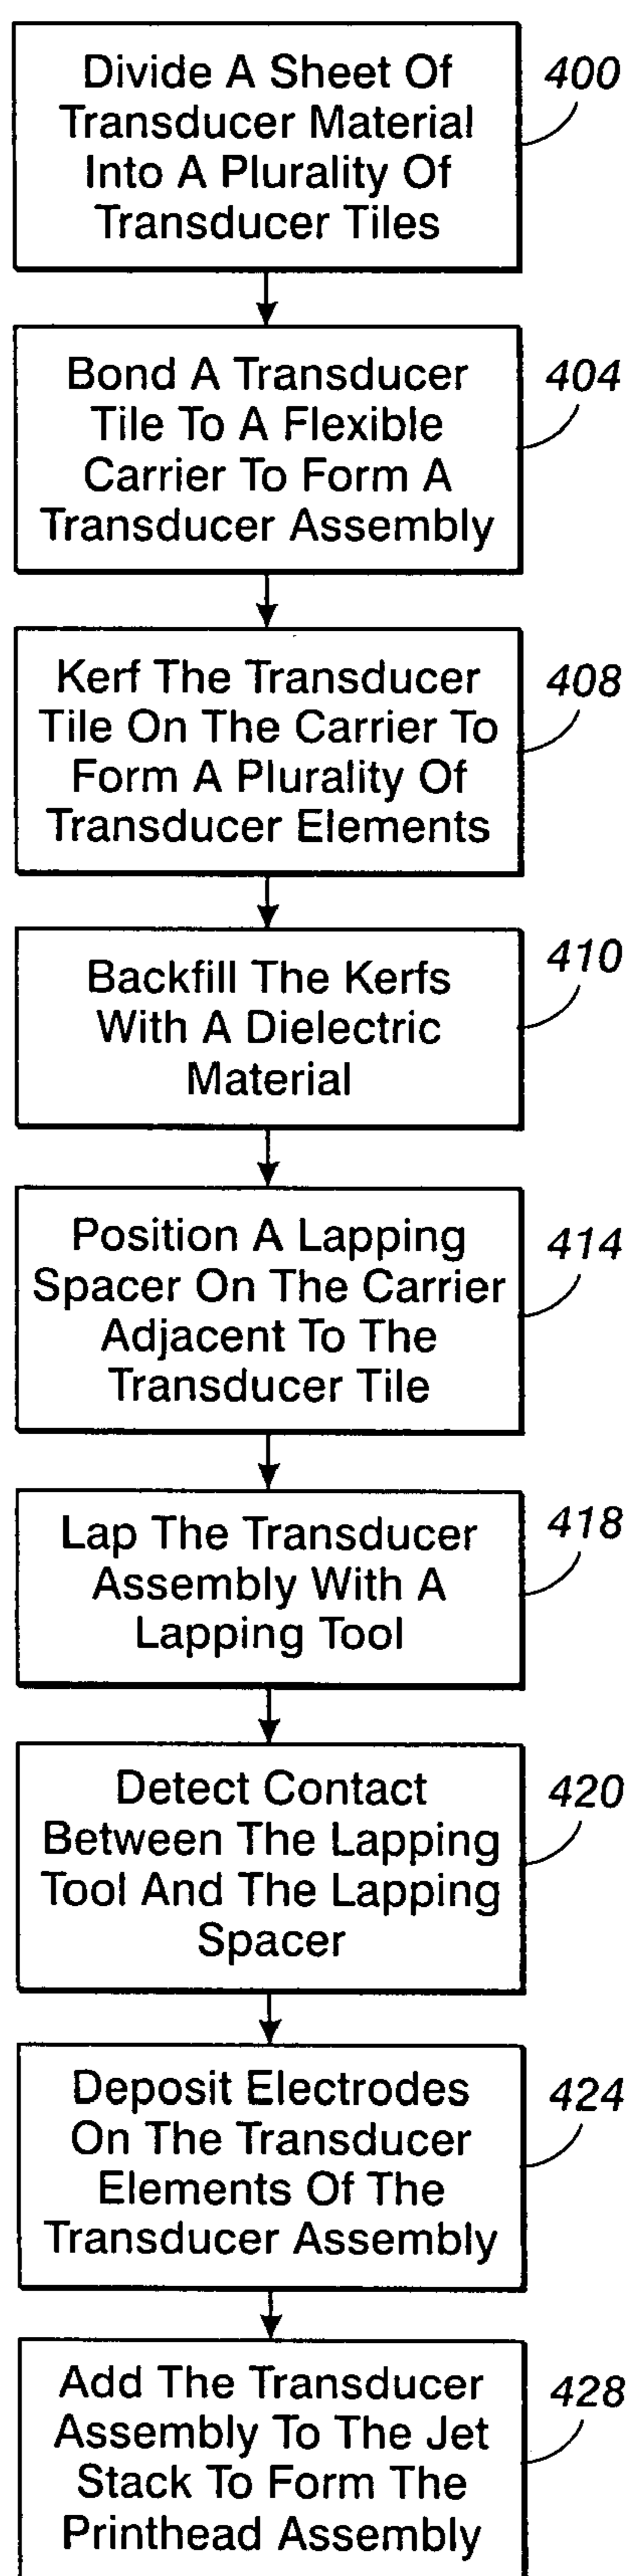 Divide A Sheet Of
Transducer Material
Into A Plurality Of
Transducer Tiles
400
Bond A Transducer
Tile To A Flexible
Carrier To Form A
Transducer Assembly
404
Kerf The Transducer
Tile On The Carrier To
Form A Plurality Of
Transducer Elements
408
Backfill The Kerfs
With A Dielectric
Material
410
Position A Lapping
Spacer On The Carrier
Adjacent To The
Transducer Tile
414
Lap The Transducer
Assembly With A
Lapping Tool
418
Detect Contact
Between The Lapping
Tool And The Lapping
Spacer
420
Deposit Electrodes
On The Transducer
Elements Of The
Transducer Assembly
424
Add The Transducer
Assembly To The Jet
Stack To Form The
Printhead Assembly
428